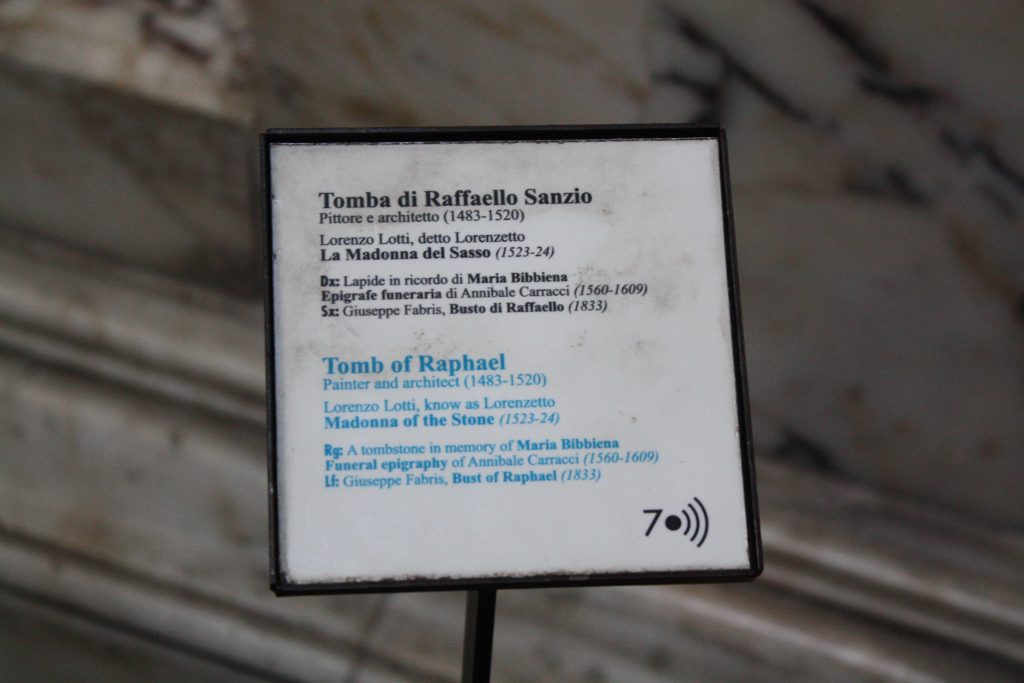 Tomba di Raffaello Sanzio
Pittore e architetto (1483-1520)
Lorenzo Lotti, detto Lorenzetto
La Madonna del Sasso (1523-24)
Dx: Lapide in ricordo di Maria Bibbiena
Epigrafe funeraria di Annibale Carracci (1560-1609)
Sx: Giuseppe Fabris, Busto di Raffaello (1833)
Tomb of Raphael
Painter and architect (1483-1520)
Lorenzo Lotti, know as Lorenzetto
Madonna of the Stone (1523-24)
Rg: A tombstone in memory of Maria Bibbiena
Funeral epigraphy of Annibale Carracci (1560-1609)
Lf: Giuseppe Fabris, Bust of Raphael (1833)
7